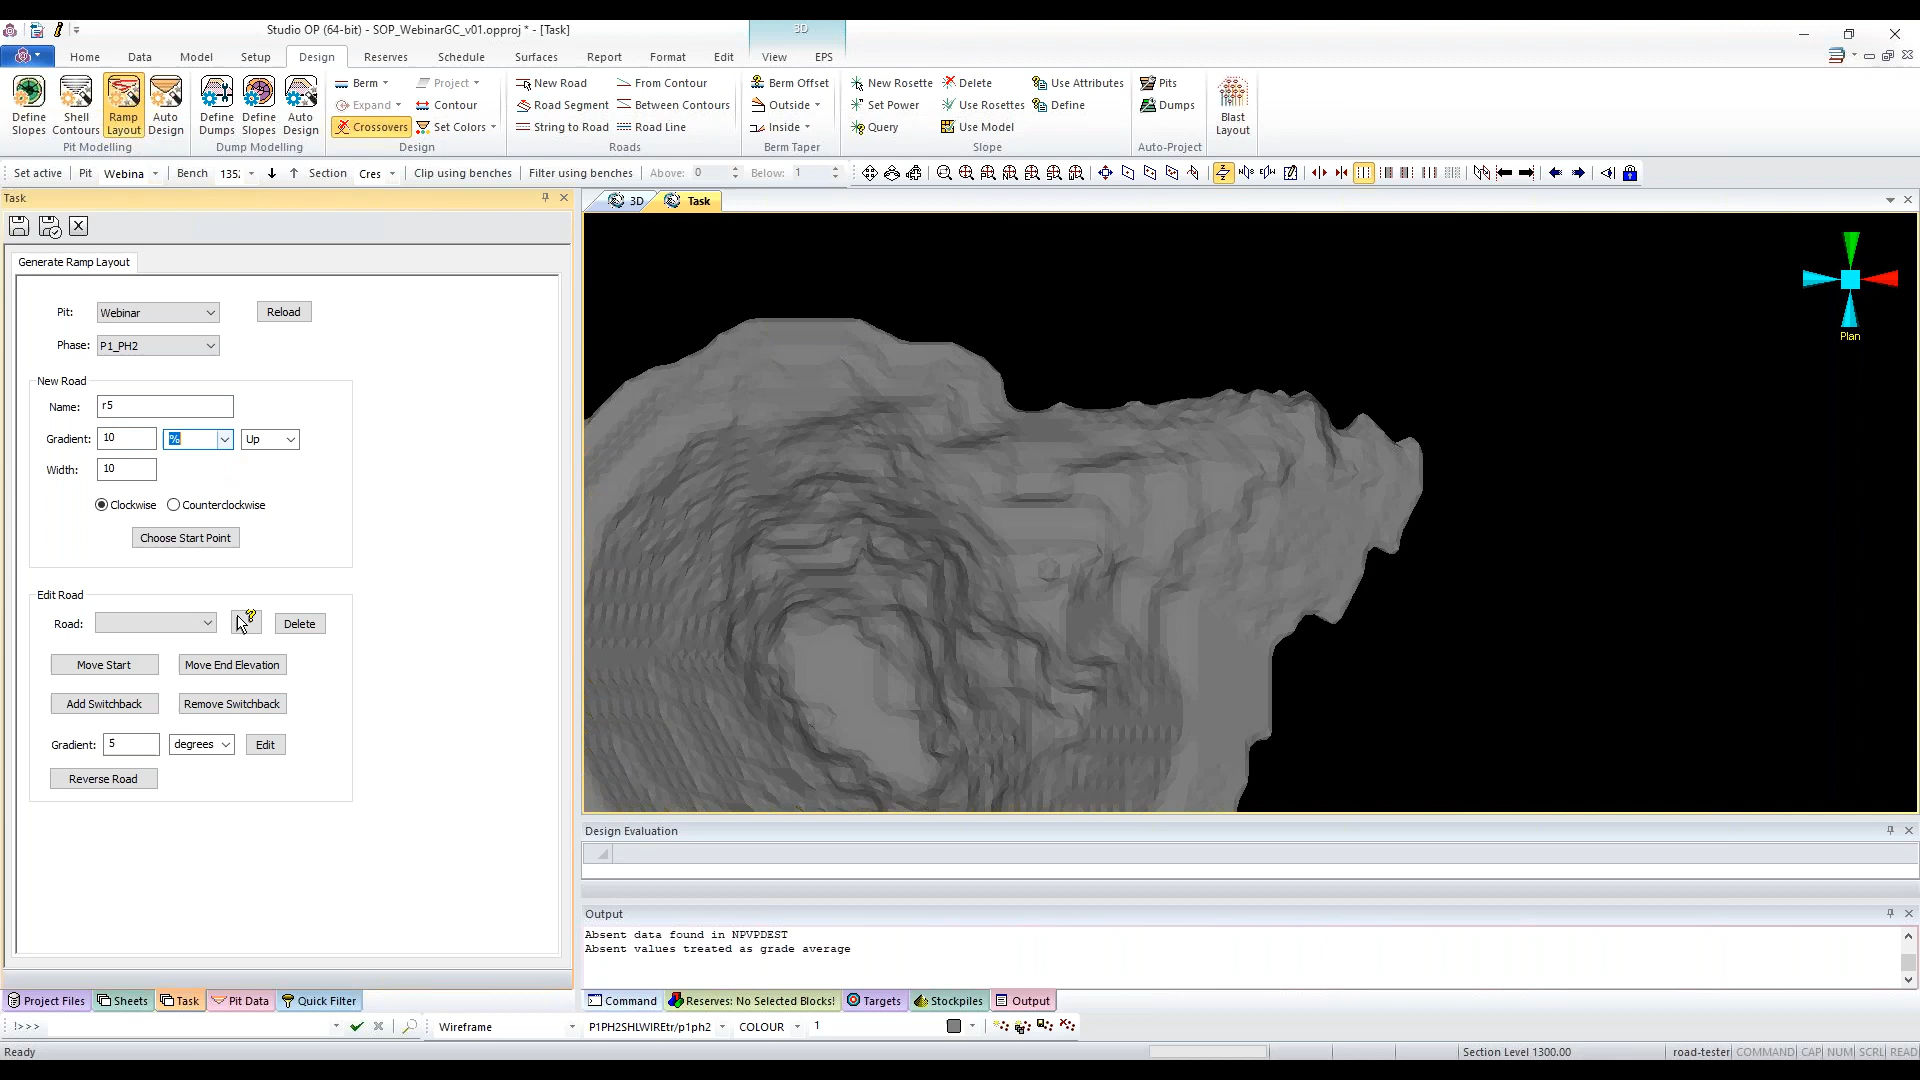 Studio OP (64-bit) - SOP_WebinarGC_v01.opproj * - [Task]
3D
Home Data Model Setup Design Reserves Schedule Surfaces Report Format Edit View EPS
Define Slopes
Shell Contours
Ramp Layout
Auto Design
Pit Modelling
Define Dumps
Define Slopes
Auto Design
Dump Modelling
Berm Project
Expand Contour
Crossovers Set Colors
Design
New Road From Contour
Road Segment Between Contours
String to Road Road Line
Roads
Berm Offset
Outside
Inside
Berm Taper
New Rosette Delete Use Attributes
Set Power Use Rosettes Define
Query Use Model
Slope
Pits
Dumps
Auto-Project
Blast Layout
Set active Pit Webina Bench 135: Section Cres Clip using benches Filter using benches Above: 0 Below: 1
Task
3D Task
Generate Ramp Layout
Pit: Webinar Reload
Phase: P1_PH2
New Road
Name: r5
Gradient: 10 % Up
Width: 10
Clockwise Counterclockwise
Choose Start Point
Edit Road
Road: Delete
Move Start Move End Elevation
Add Switchback Remove Switchback
Gradient: 5 degrees Edit
Reverse Road
Plan
Design Evaluation
Output
Absent data found in NPVPDEST
Absent values treated as grade average
Project Files Sheets Task Pit Data Quick Filter
Command Reserves: No Selected Blocks! Targets Stockpiles Output
!>>> Wireframe P1PH2SHLWIREtr/p1ph2 COLOUR 1
Ready Section Level 1300.00 road-tester COMMAND CAP NUM SCRL READ